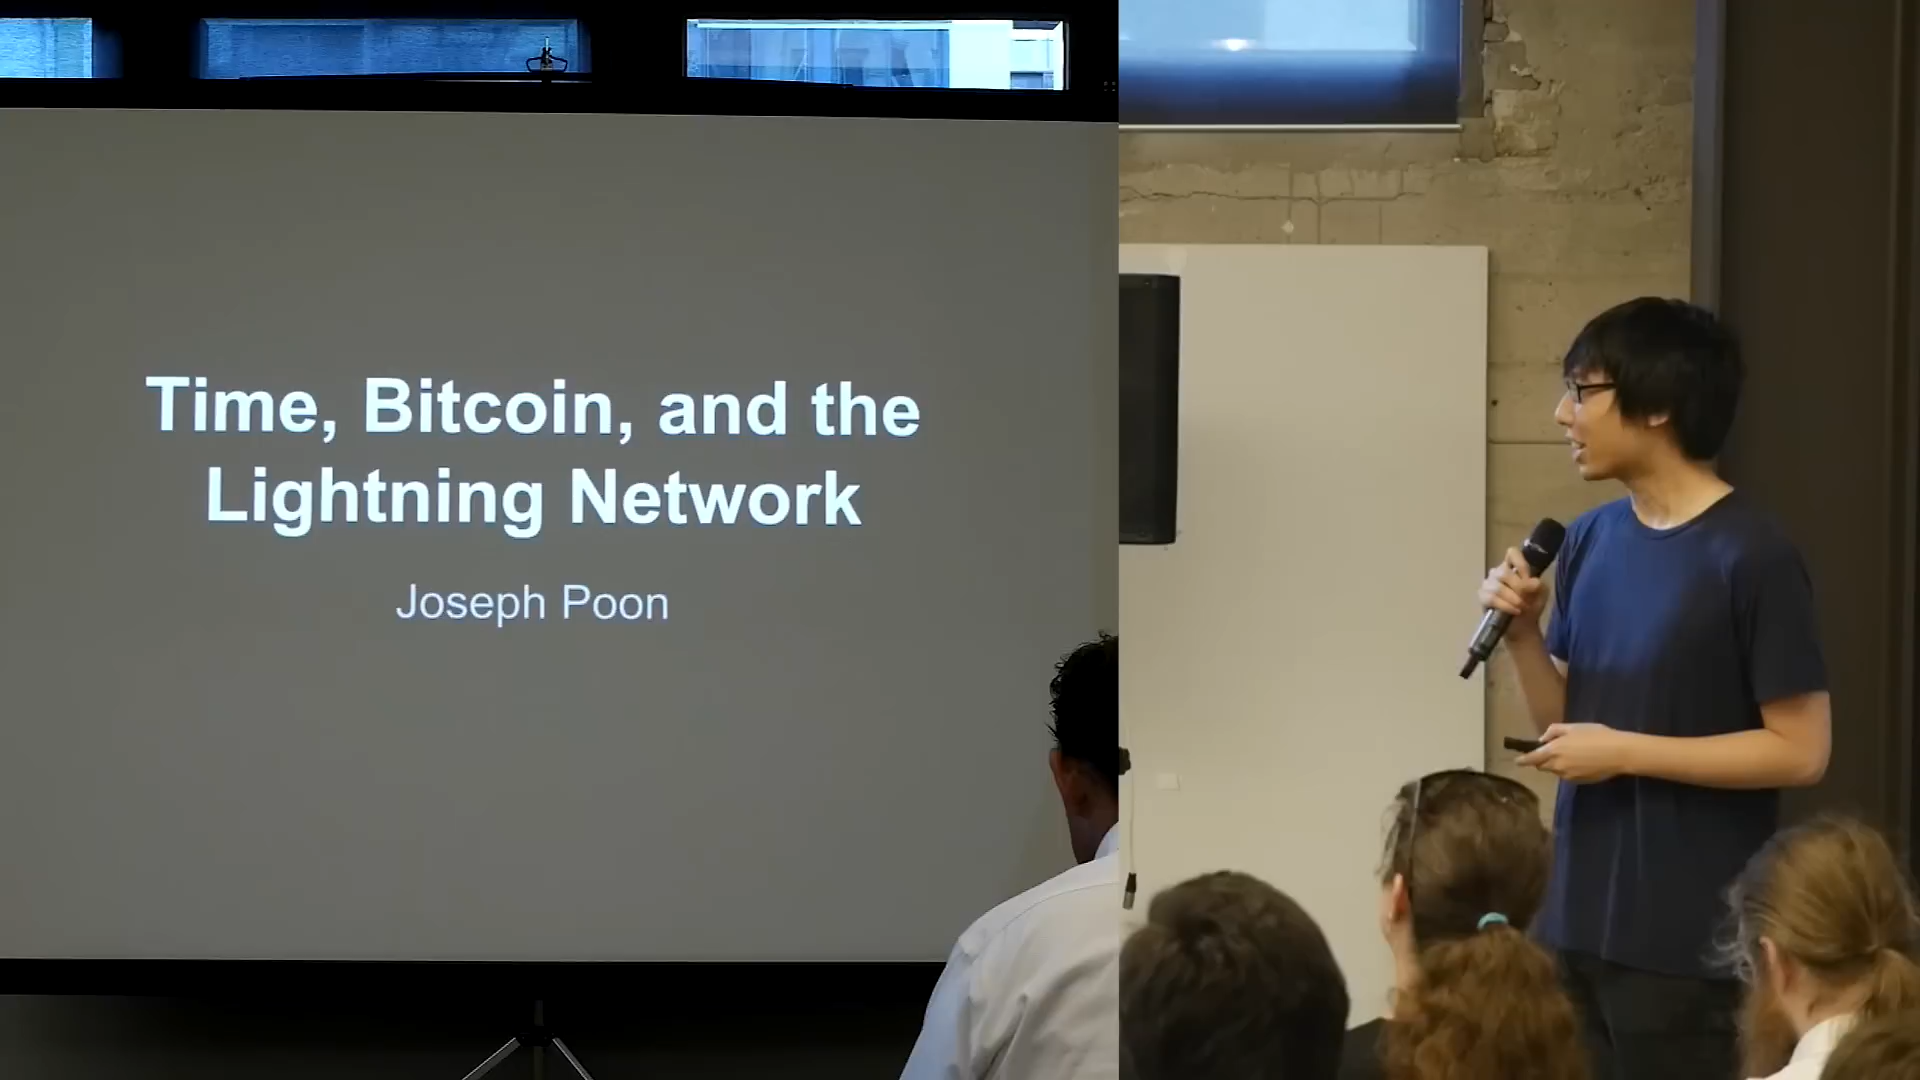 Time, Bitcoin, and the
Lightning Network
Joseph Poon